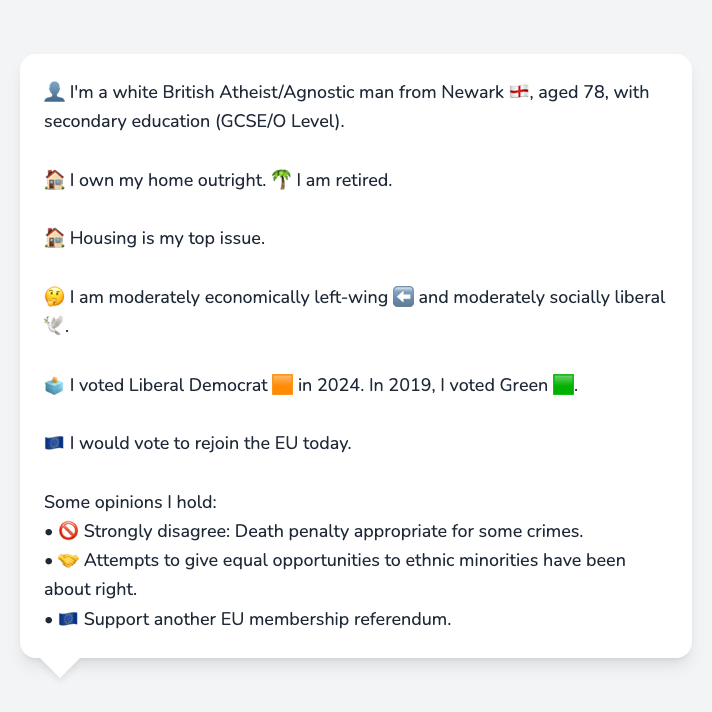 👤 I'm a white British Atheist/Agnostic man from Newark 🏴󠁧󠁢󠁥󠁮󠁧󠁿, aged 78, with
secondary education (GCSE/O Level).
🏠 I own my home outright. 🌴 I am retired.
🏠 Housing is my top issue.
🤔 I am moderately economically left-wing ⬅️ and moderately socially liberal
🕊️.
🗳️ I voted Liberal Democrat 🟧 in 2024. In 2019, I voted Green 🟩.
🇪🇺 I would vote to rejoin the EU today.
Some opinions I hold:
• 🚫 Strongly disagree: Death penalty appropriate for some crimes.
• 🤝 Attempts to give equal opportunities to ethnic minorities have been
about right.
• 🇪🇺 Support another EU membership referendum.